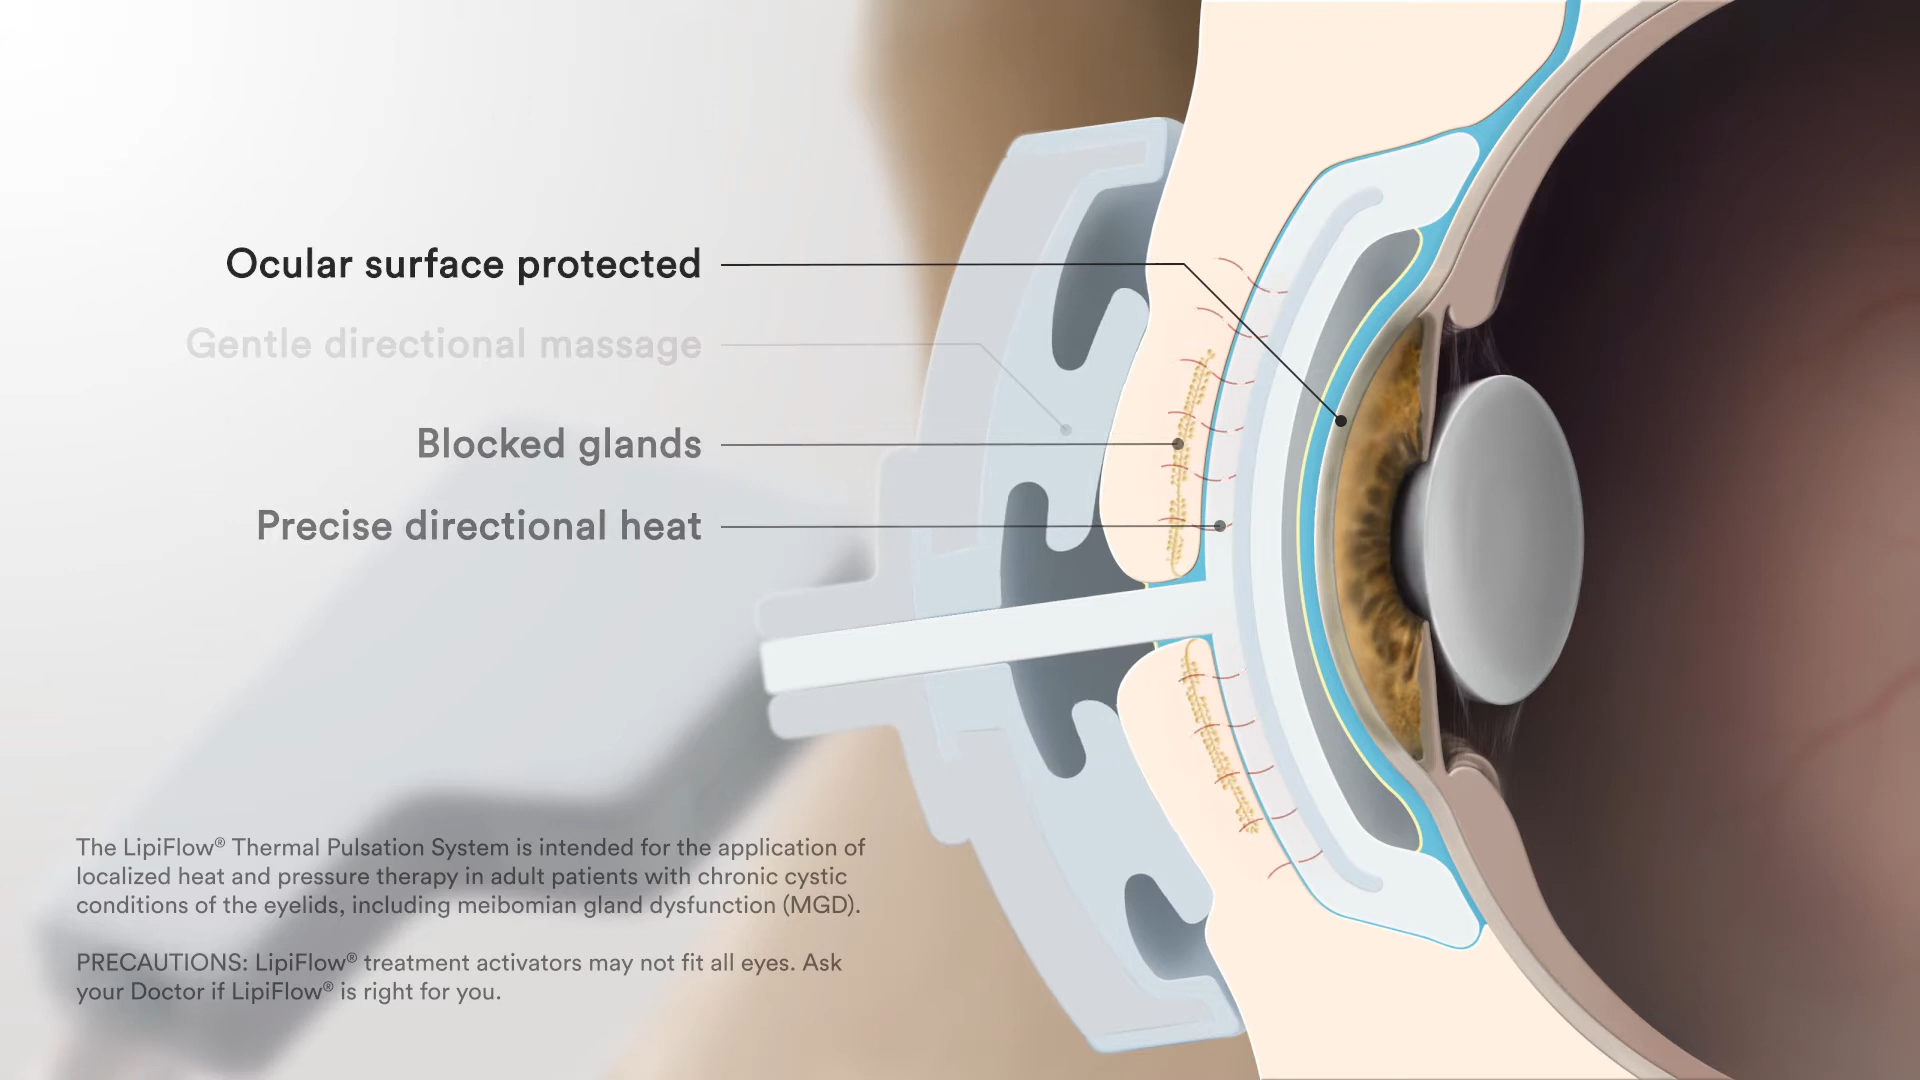 Ocular surface protected
Gentle directional massage
Blocked glands
Precise directional heat
The LipiFlow® Thermal Pulsation System is intended for the application of
localized heat and pressure therapy in adult patients with chronic cystic
conditions of the eyelids, including meibomian gland dysfunction (MGD).
PRECAUTIONS: LipiFlow® treatment activators may not fit all eyes. Ask
your Doctor if LipiFlow® is right for you.